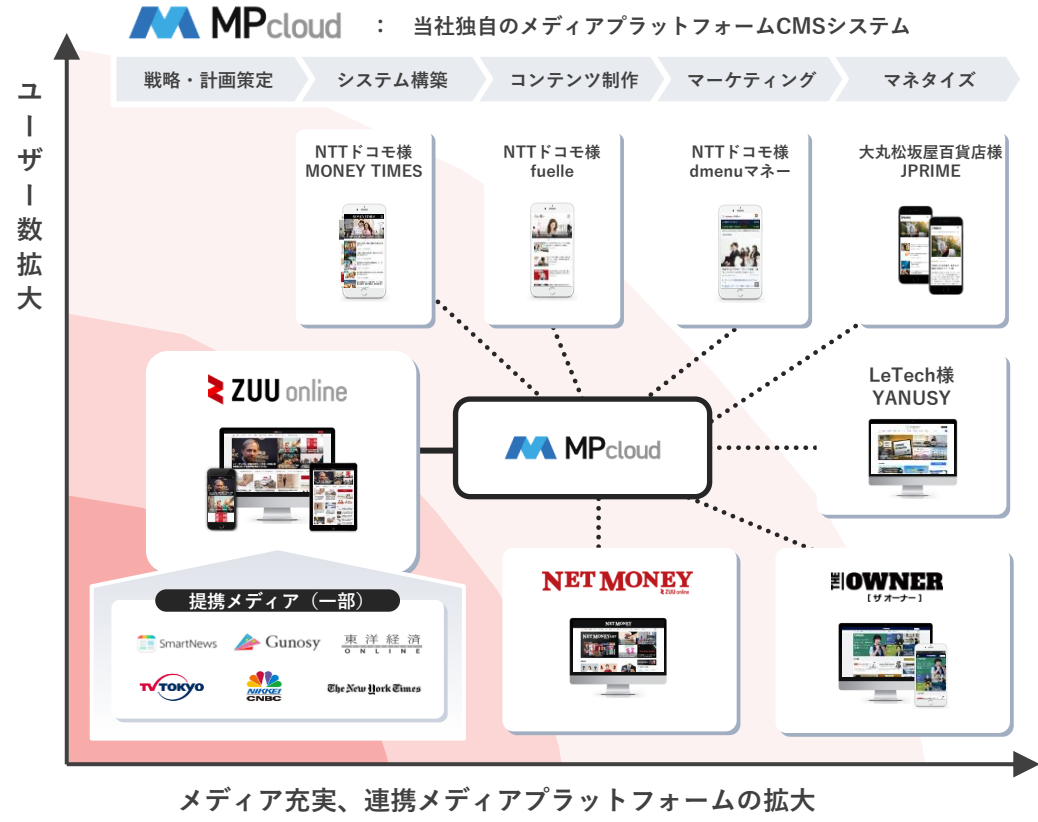 MPcloud ： 当社独自のメディアプラットフォームCMSシステム
戦略・計画策定
システム構築
コンテンツ制作
マーケティング
マネタイズ
ユーザー数拡大
NTTドコモ様
MONEY TIMES
NTTドコモ様
fuelle
NTTドコモ様
dmenuマネー
大丸松坂屋百貨店様
JPRIME
ZUU online
MPcloud
LeTech様
YANUSY
提携メディア（一部）
SmartNews
Gunosy
東洋経済
ONLINE
TV TOKYO
NIKKEI
CNBC
The New York Times
NET MONEY
ZUU online
NET MONEY
THE OWNER
［ザ オーナー］
メディア充実、連携メディアプラットフォームの拡大